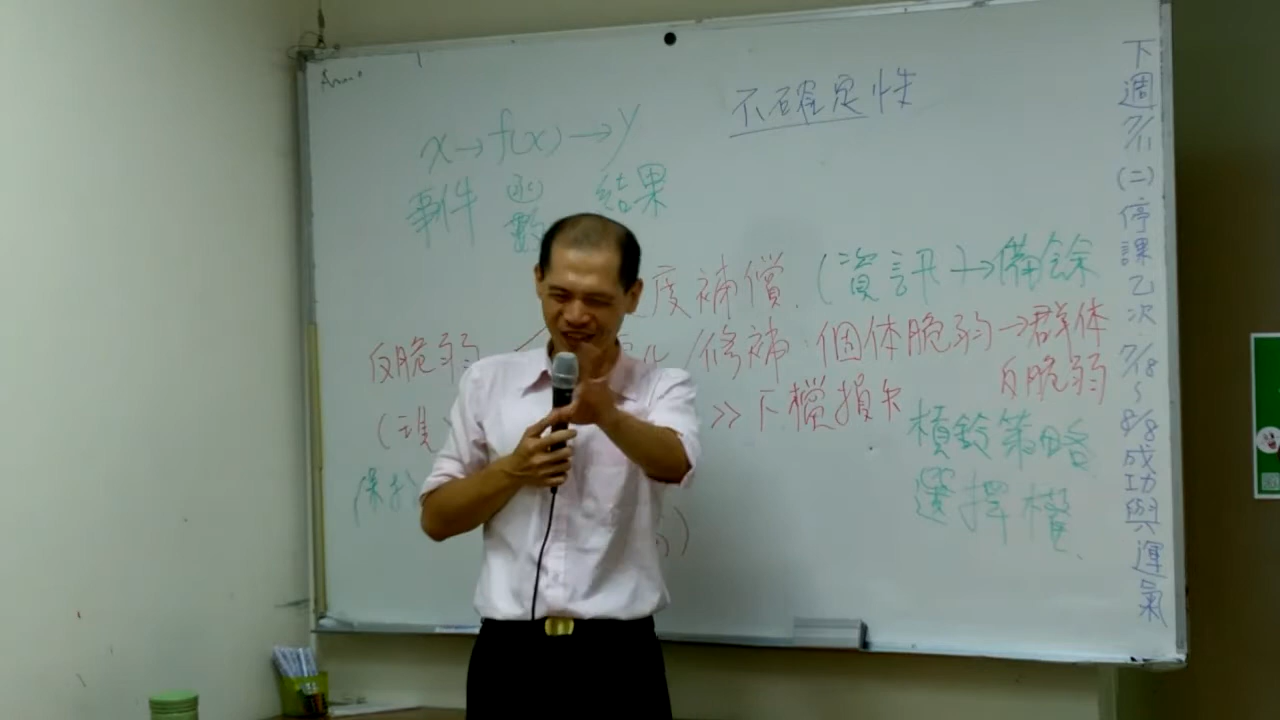 不確定性
x→f(x)→y
事件 函數 結果
度補償.(資訊)→備餘
反脆弱 / 修補.個体脆弱→群体反脆弱
(現 >> 下檔損失
槓鈴策略
選擇權
下週7/11(二)停課乙次 7/18~8/8成功與運氣